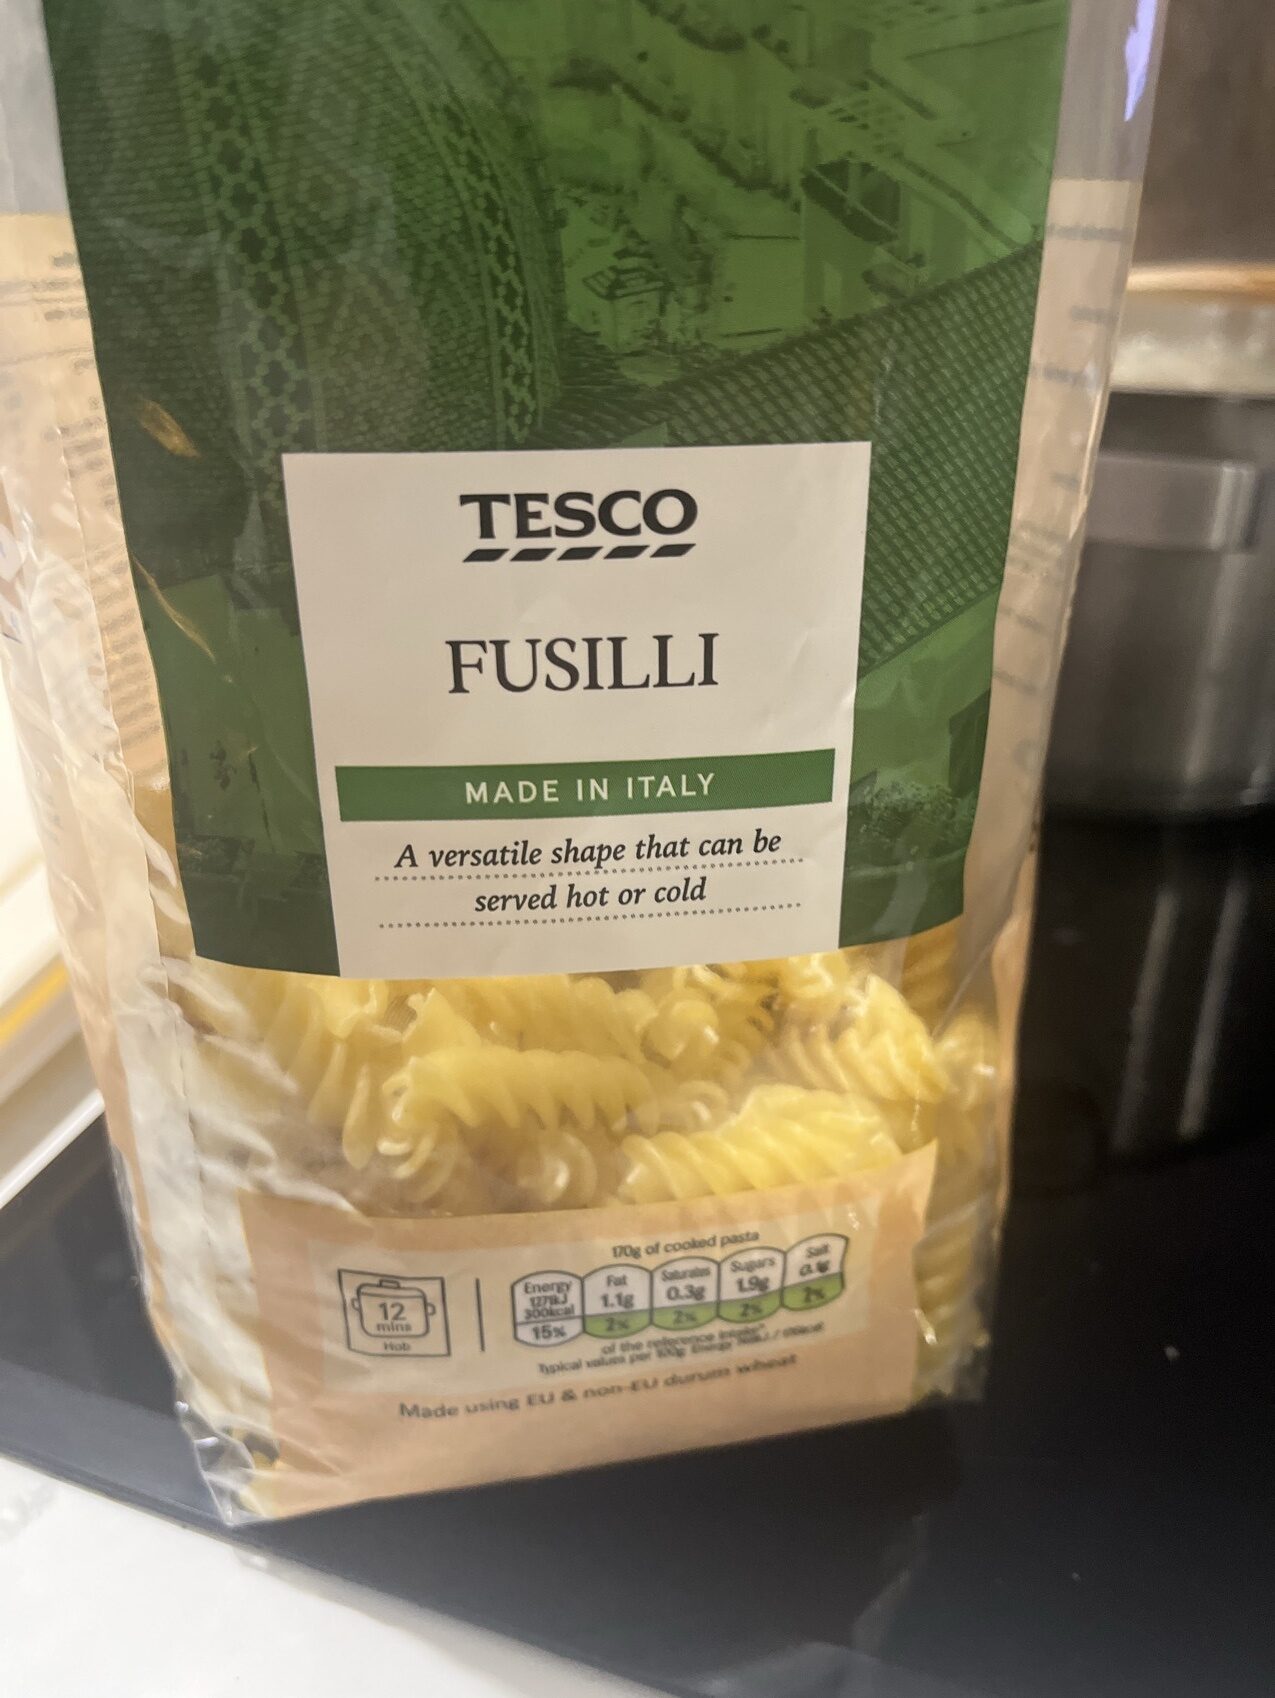 TESCO
FUSILLI
MADE IN ITALY
A versatile shape that can be
served hot or cold
170g of cooked pasta
Energy
1271kJ
300kcal
15%
Fat
1.1g
2%
Saturates
0.3g
2%
Sugars
1.9g
2%
Salt
2%
12
mins
Hob
of the reference intake*
Typical values per 100g: Energy
Made using EU & non-EU durum wheat